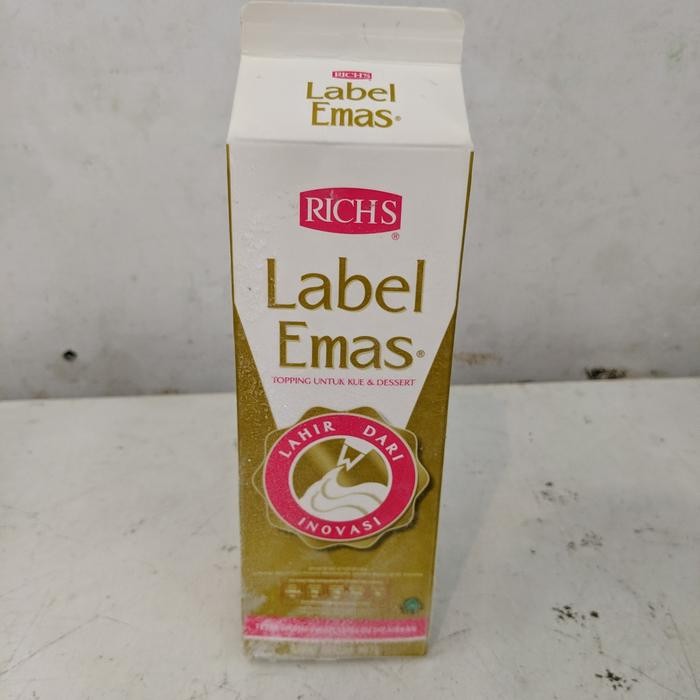 RICH'S
Label
Emas®
RICH'S
®
Label
Emas®
TOPPING UNTUK KUE & DESSERT
LAHIR DARI
INOVASI